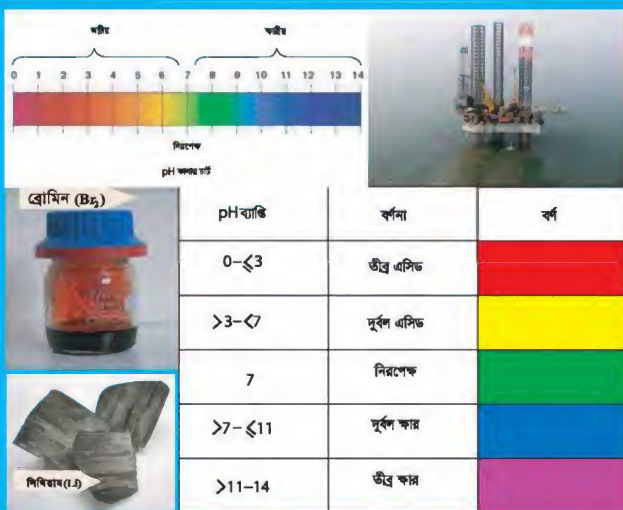 অম্লীয় ক্ষারীয়
0 1 2 3 4 5 6 7 8 9 10 11 12 13 14
নিরপেক্ষ
pH কালার চার্ট
ব্রোমিন (Br₂)
pH ব্যাপ্তি বর্ণনা বর্ণ
0–⩽3 তীব্র এসিড
>3–<7 দুর্বল এসিড
7 নিরপেক্ষ
>7–⩽11 দুর্বল ক্ষার
>11–14 তীব্র ক্ষার
লিথিয়াম (Li)